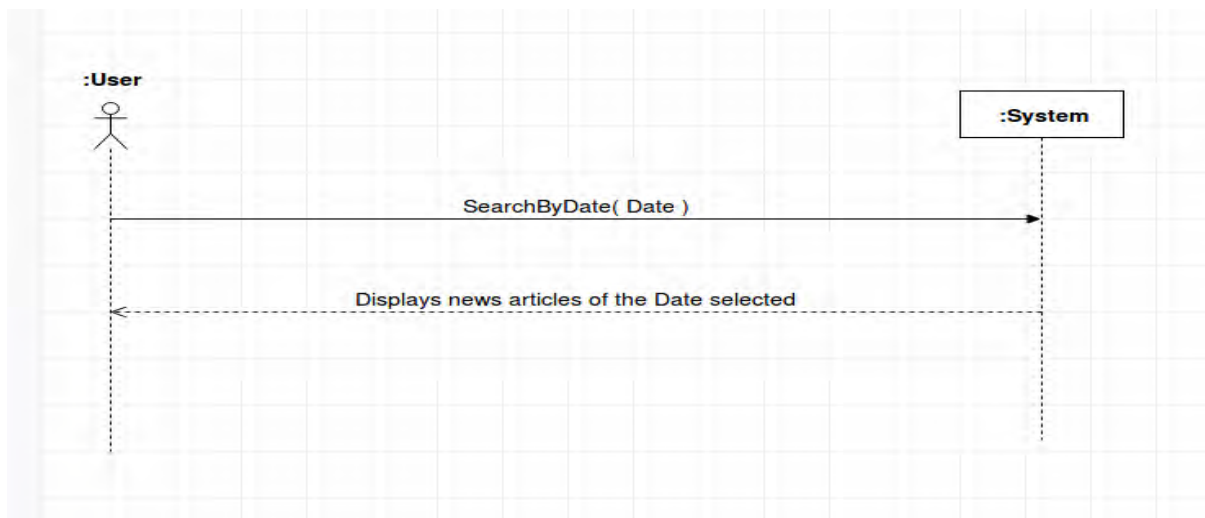 :User
:System
SearchByDate( Date )
Displays news articles of the Date selected